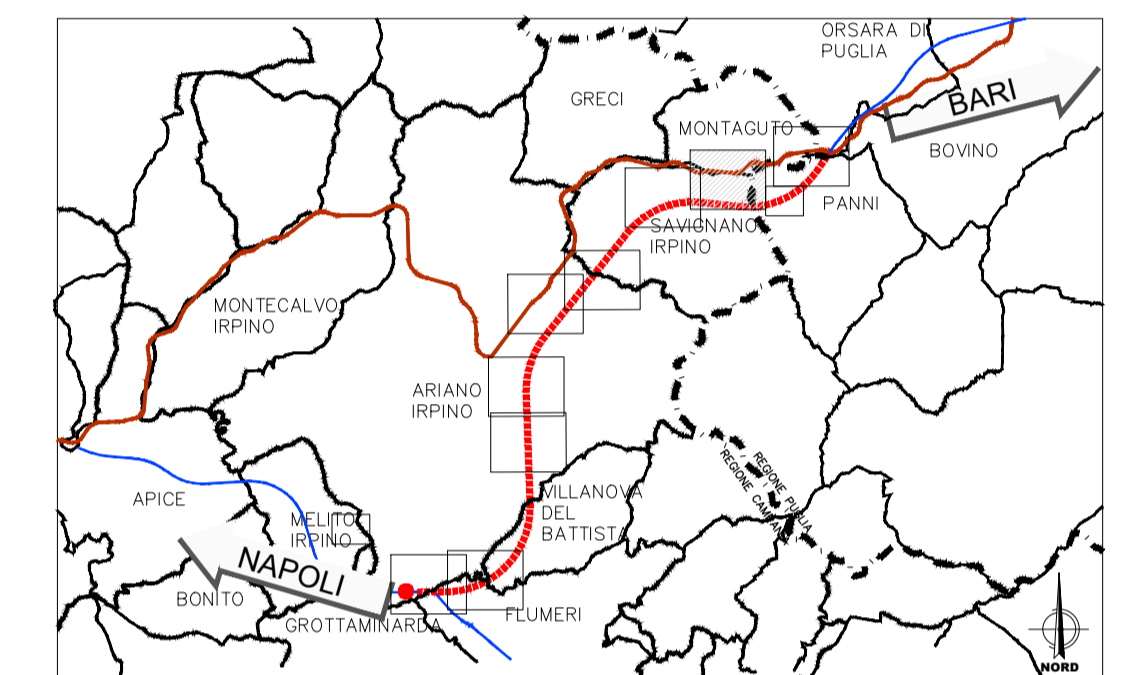 ORSARA DI
PUGLIA
GRECI
BARI
MONTAGUTO
BOVINO
PANNI
SAVIGNANO
IRPINO
MONTECALVO
IRPINO
ARIANO
IRPINO
REGIONE PUGLIA
REGIONE CAMPANIA
APICE
VILLANOVA
DEL
BATTISTA
MELITO
IRPINO
NAPOLI
BONITO
FLUMERI
GROTTAMINARDA
NORD